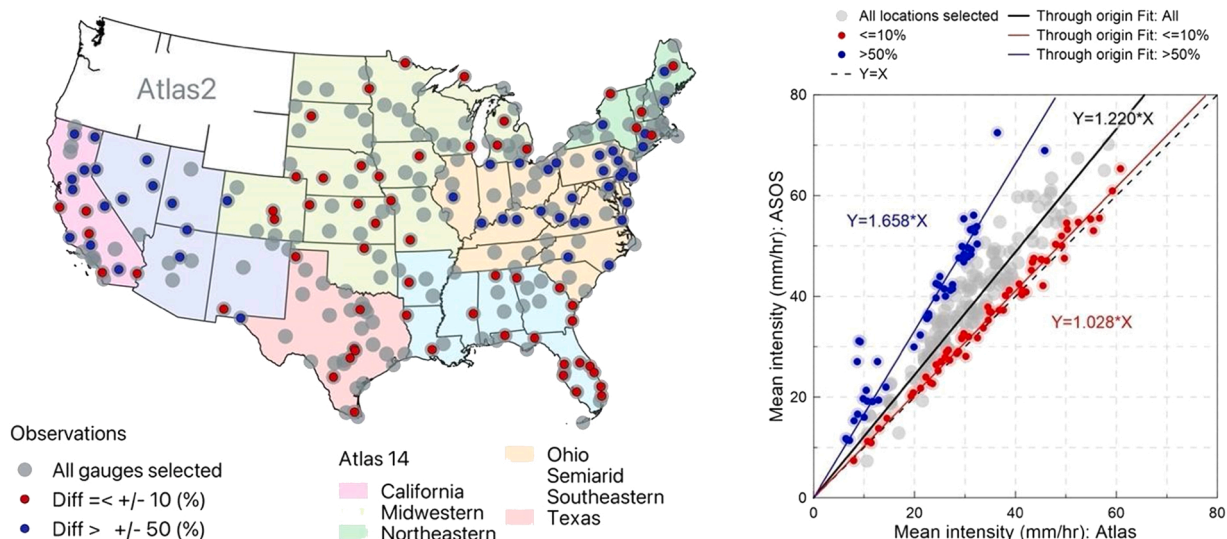 Atlas2
Observations
All gauges selected
Diff =< +/- 10 (%)
Diff > +/- 50 (%)
Atlas 14
California
Midwestern
Northeastern
Ohio
Semiarid
Southeastern
Texas
All locations selected
<=10%
>50%
Y=X
Through origin Fit: All
Through origin Fit: <=10%
Through origin Fit: >50%
80
60
40
20
0
Mean intensity (mm/hr): ASOS
Y=1.220*X
Y=1.658*X
Y=1.028*X
0 20 40 60 80
Mean intensity (mm/hr): Atlas